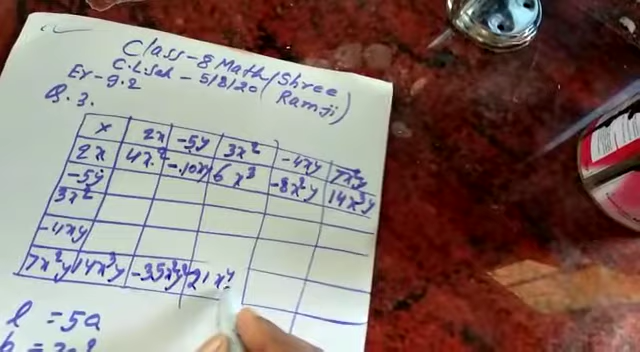 Class-8 Math (Shree
C.L.Sah - 5/8/20 ( Ramji)
Ex-9.2
Q.3.
x 2x -5y 3x² -4xy 7x²y
2x 4x² -10xy 6x³ -8x²y 14x³y
-5y
3x²
-4xy
7x²y 14x³y -35x²y² 21x⁴y
l = 5a